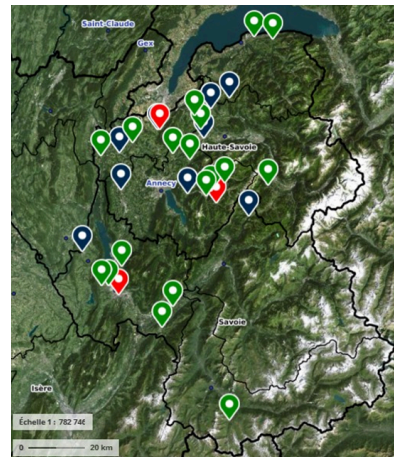 Saint-Claude
Gex
Haute-Savoie
Annecy
Savoie
Isère
Échelle 1 : 782 748
0 20 km